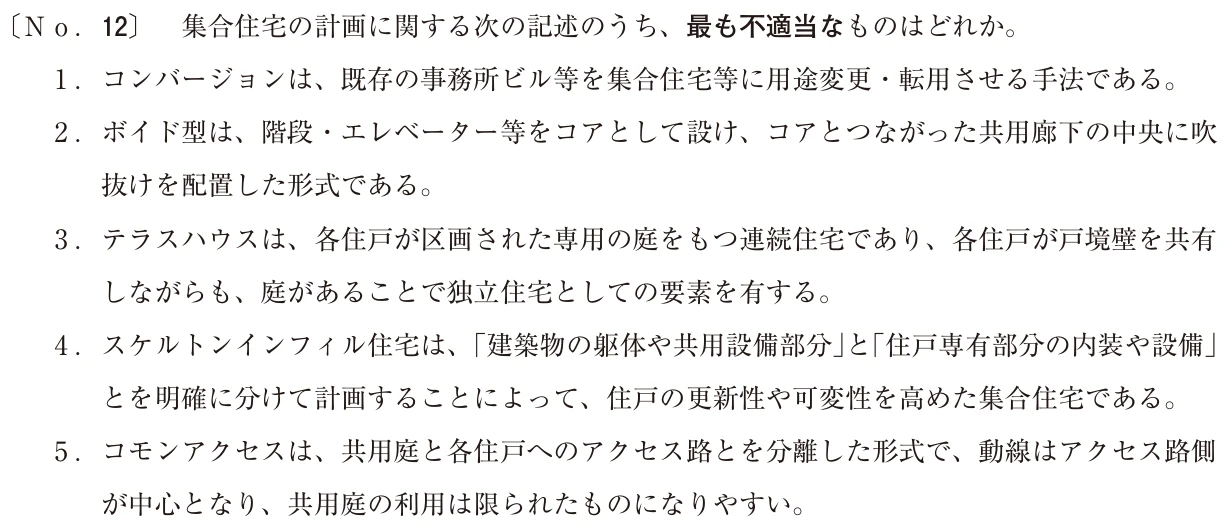 〔Ｎｏ．12〕　集合住宅の計画に関する次の記述のうち、最も不適当なものはどれか。
１．コンバージョンは、既存の事務所ビル等を集合住宅等に用途変更・転用させる手法である。
２．ボイド型は、階段・エレベーター等をコアとして設け、コアとつながった共用廊下の中央に吹
抜けを配置した形式である。
３．テラスハウスは、各住戸が区画された専用の庭をもつ連続住宅であり、各住戸が戸境壁を共有
しながらも、庭があることで独立住宅としての要素を有する。
４．スケルトンインフィル住宅は、「建築物の躯体や共用設備部分」と「住戸専有部分の内装や設備」
とを明確に分けて計画することによって、住戸の更新性や可変性を高めた集合住宅である。
５．コモンアクセスは、共用庭と各住戸へのアクセス路とを分離した形式で、動線はアクセス路側
が中心となり、共用庭の利用は限られたものになりやすい。